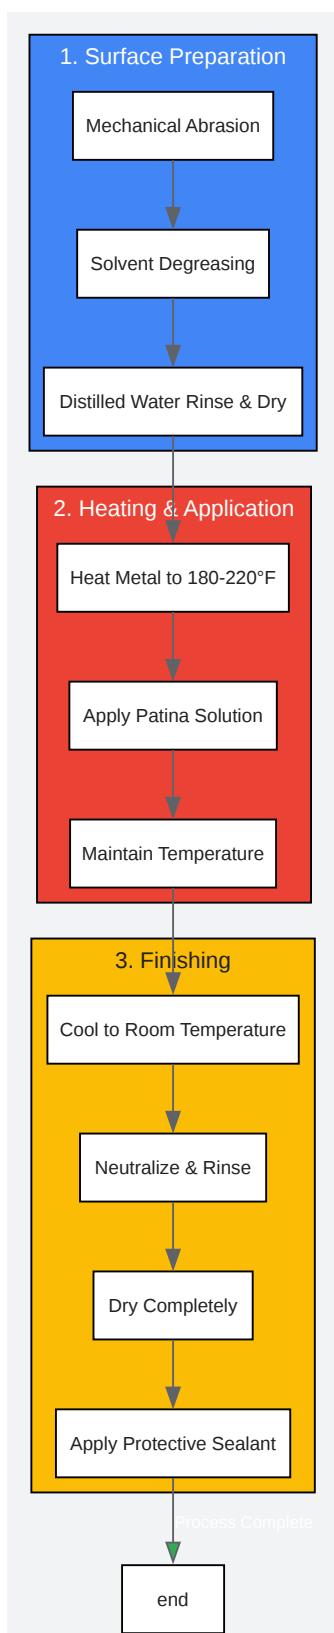 1. Surface Preparation
Mechanical Abrasion
Solvent Degreasing
Distilled Water Rinse & Dry
2. Heating & Application
Heat Metal to 180-220°F
Apply Patina Solution
Maintain Temperature
3. Finishing
Cool to Room Temperature
Neutralize & Rinse
Dry Completely
Apply Protective Sealant
Process Complete
end